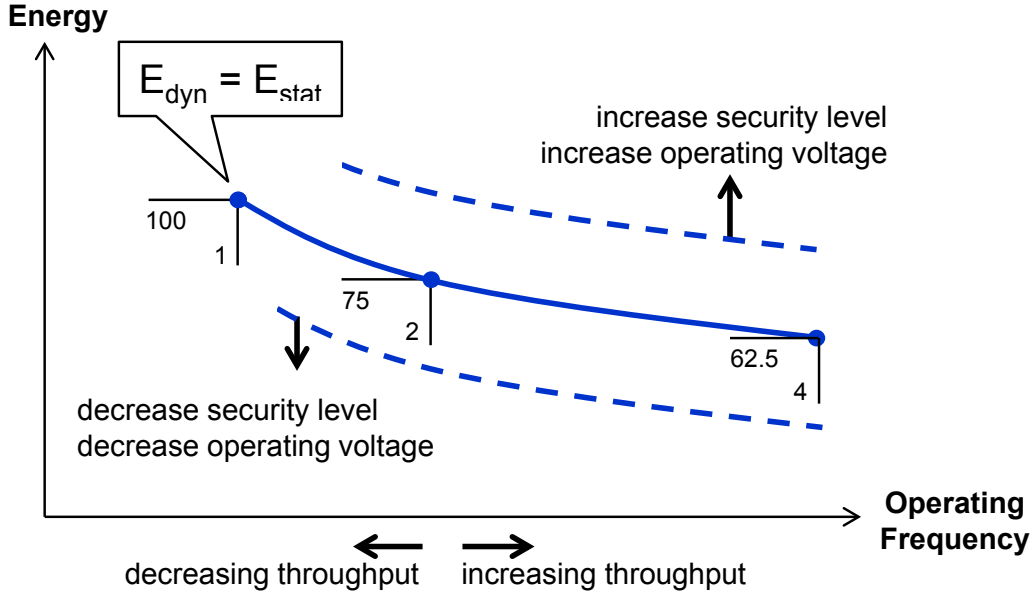 Energy
E_dyn = E_stat
increase security level
increase operating voltage
100
1
75
2
62.5
4
decrease security level
decrease operating voltage
Operating
Frequency
decreasing throughput
increasing throughput